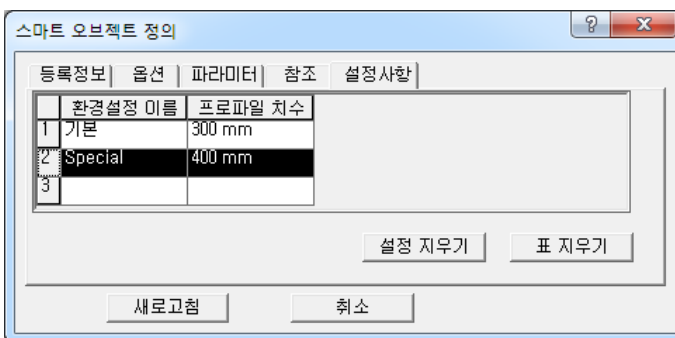 스마트 오브젝트 정의
등록정보 옵션 파라미터 참조 설정사항
환경설정 이름 프로파일 치수
1 기본 300 mm
2 Special 400 mm
3
설정 지우기 표 지우기
새로고침 취소